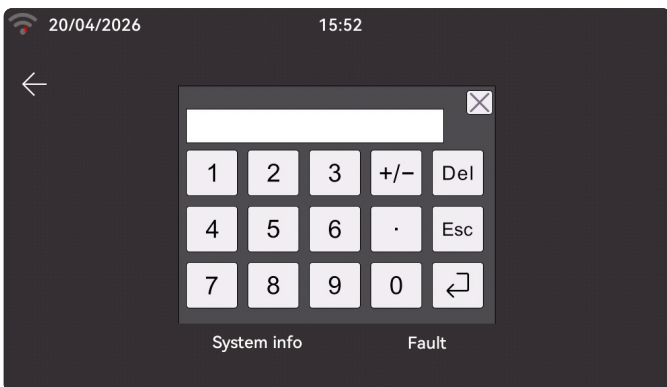 20/04/2026 15:52
1 2 3 +/− Del
4 5 6 . Esc
7 8 9 0
System info Fault